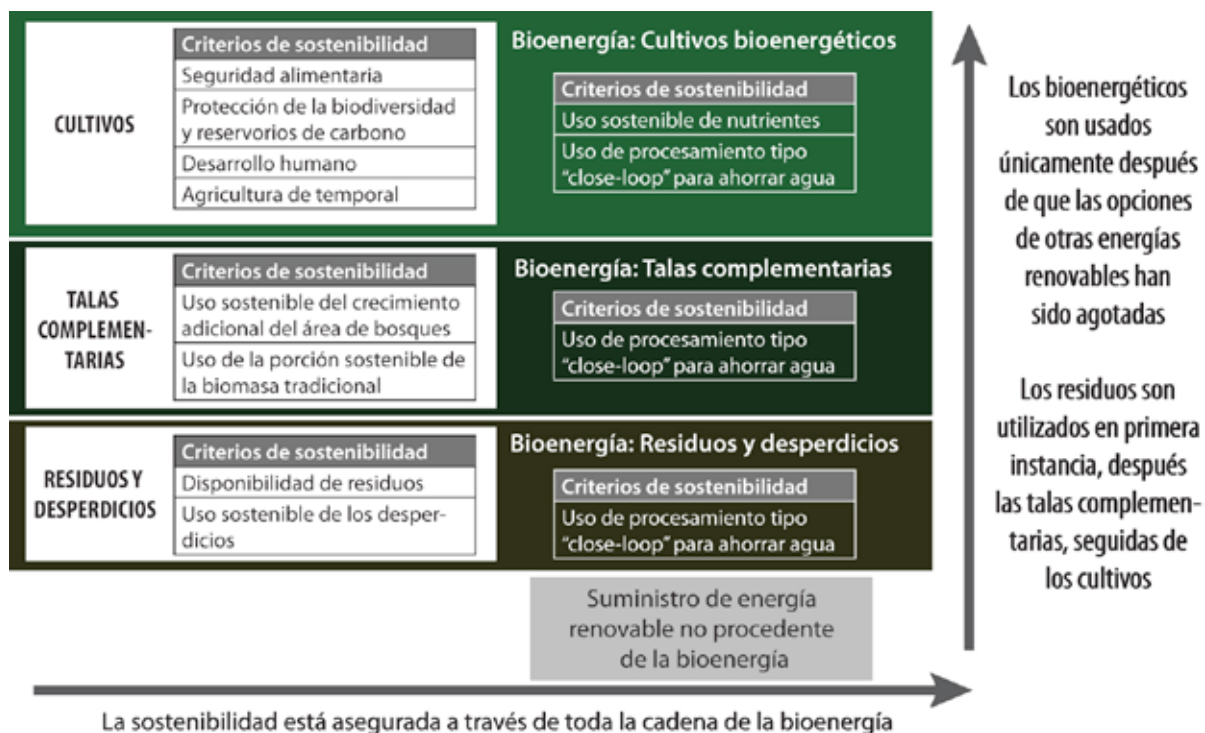 CULTIVOS
Criterios de sostenibilidad
Seguridad alimentaria
Protección de la biodiversidad
y reservorios de carbono
Desarrollo humano
Agricultura de temporal
Bioenergía: Cultivos bioenergéticos
Criterios de sostenibilidad
Uso sostenible de nutrientes
Uso de procesamiento tipo
“close-loop” para ahorrar agua
TALAS
COMPLEMEN-
TARIAS
Criterios de sostenibilidad
Uso sostenible del crecimiento
adicional del área de bosques
Uso de la porción sostenible de
la biomasa tradicional
Bioenergía: Talas complementarias
Criterios de sostenibilidad
Uso de procesamiento tipo
“close-loop” para ahorrar agua
RESIDUOS Y
DESPERDICIOS
Criterios de sostenibilidad
Disponibilidad de residuos
Uso sostenible de los desper-
dicios
Bioenergía: Residuos y desperdicios
Criterios de sostenibilidad
Uso de procesamiento tipo
“close-loop” para ahorrar agua
Suministro de energía
renovable no procedente
de la bioenergía
La sostenibilidad está asegurada a través de toda la cadena de la bioenergía
Los bioenergéticos
son usados
únicamente después
de que las opciones
de otras energías
renovables han
sido agotadas
Los residuos son
utilizados en primera
instancia, después
las talas complemen-
tarias, seguidas de
los cultivos